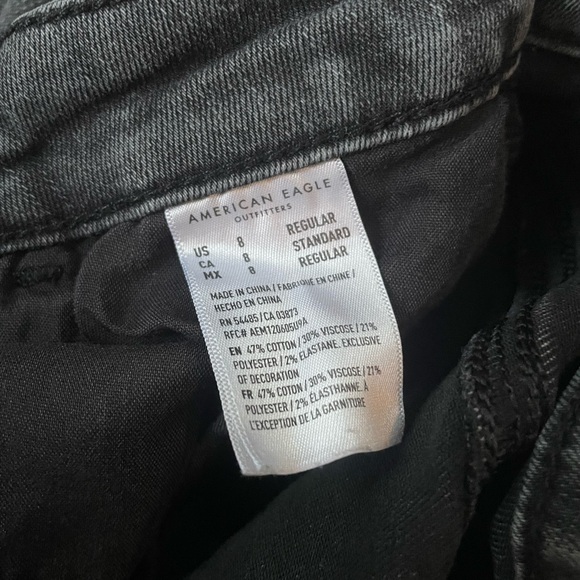 AMERICAN EAGLE
OUTFITTERS
US 8 REGULAR
CA 8 STANDARD
MX 8 REGULAR
MADE IN CHINA / FABRIQUÉ EN CHINE /
HECHO EN CHINA
RN 54485 / CA 03873
RFC# AEM120605U9A
EN 47% COTTON / 30% VISCOSE / 21%
POLYESTER / 2% ELASTANE. EXCLUSIVE
OF DECORATION
FR 47% COTON / 30% VISCOSE / 21%
POLYESTER / 2% ÉLASTHANNE. À
L'EXCEPTION DE LA GARNITURE